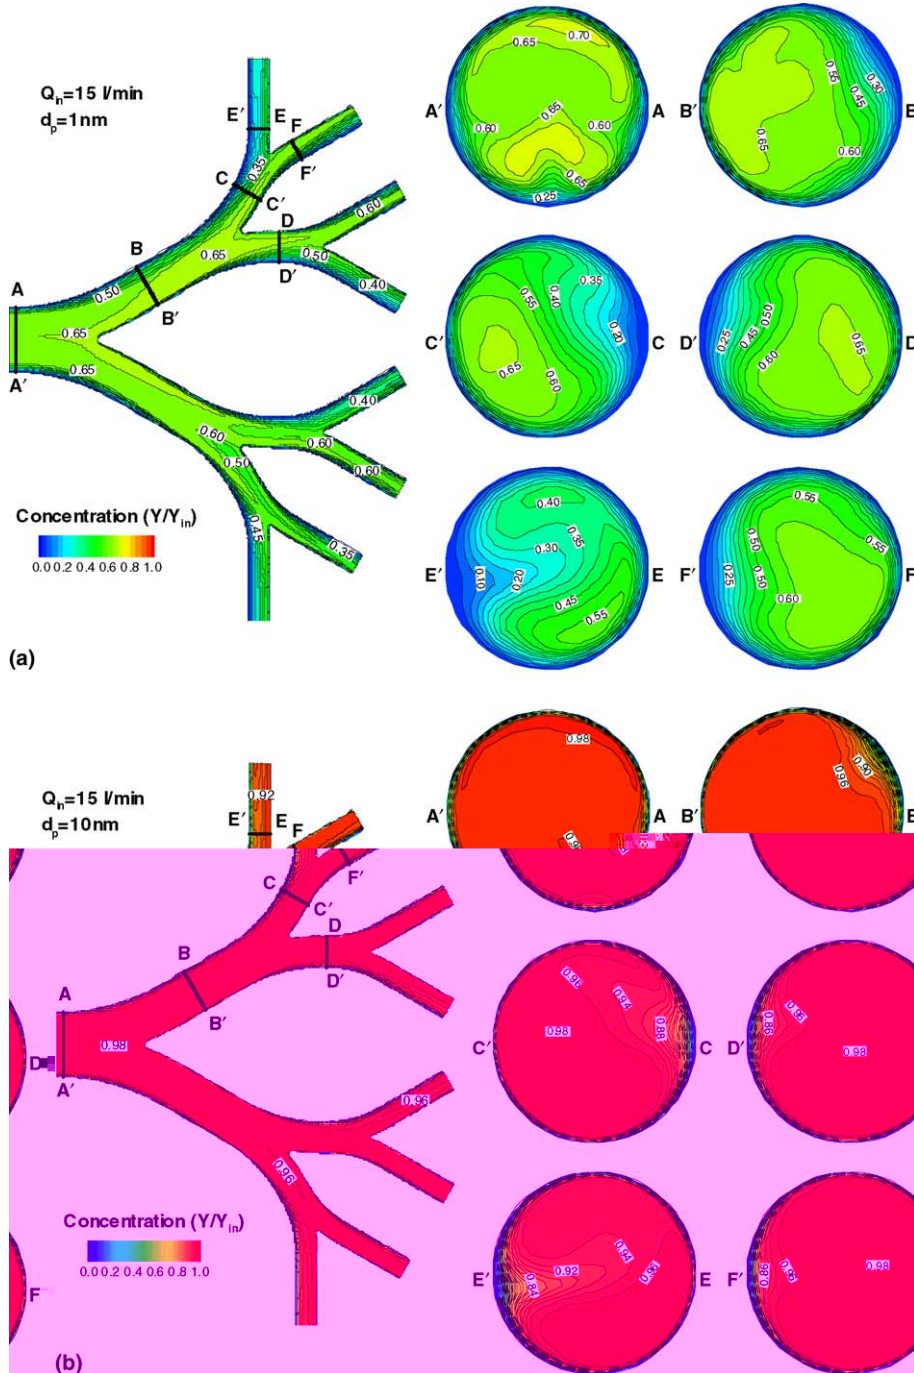 Q_in=15 l/min
d_p=1nm
E′ E F
F′
C
C′
0.35
D
D′
0.60
0.50
0.40
B
B′
0.65
0.50
A
A′
0.65
0.65
0.60
0.50
0.40
0.60
0.60
0.45
0.35
Concentration (Y/Y_in)
0.0 0.2 0.4 0.6 0.8 1.0
A′ A
0.70
0.65
0.65
0.60 0.60
0.65
0.25
B′ B
0.55
0.30
0.45
0.65
0.60
C′ C
0.35
0.40
0.55
0.20
0.65
0.60
D′ D
0.50
0.25
0.45
0.60
0.65
E′ E
0.40
0.35
0.30
0.10
0.20
0.45
0.55
F′ F
0.55
0.55
0.50
0.25
0.50
0.60
(a)
Q_in=15 l/min
d_p=10nm
0.92
E′ E F
F′
C
C′
D
D′
B
B′
A
A′
0.98
0.96
0.96
D
Concentration (Y/Y_in)
0.0 0.2 0.4 0.6 0.8 1.0
F
A′ A
0.98
B′ B
0.90
0.96
C′ C
0.96
0.94
0.88
0.98
D′
0.96
0.86
0.98
E′ E
0.94
0.92
0.96
0.84
F′
0.98
0.86
0.96
(b)